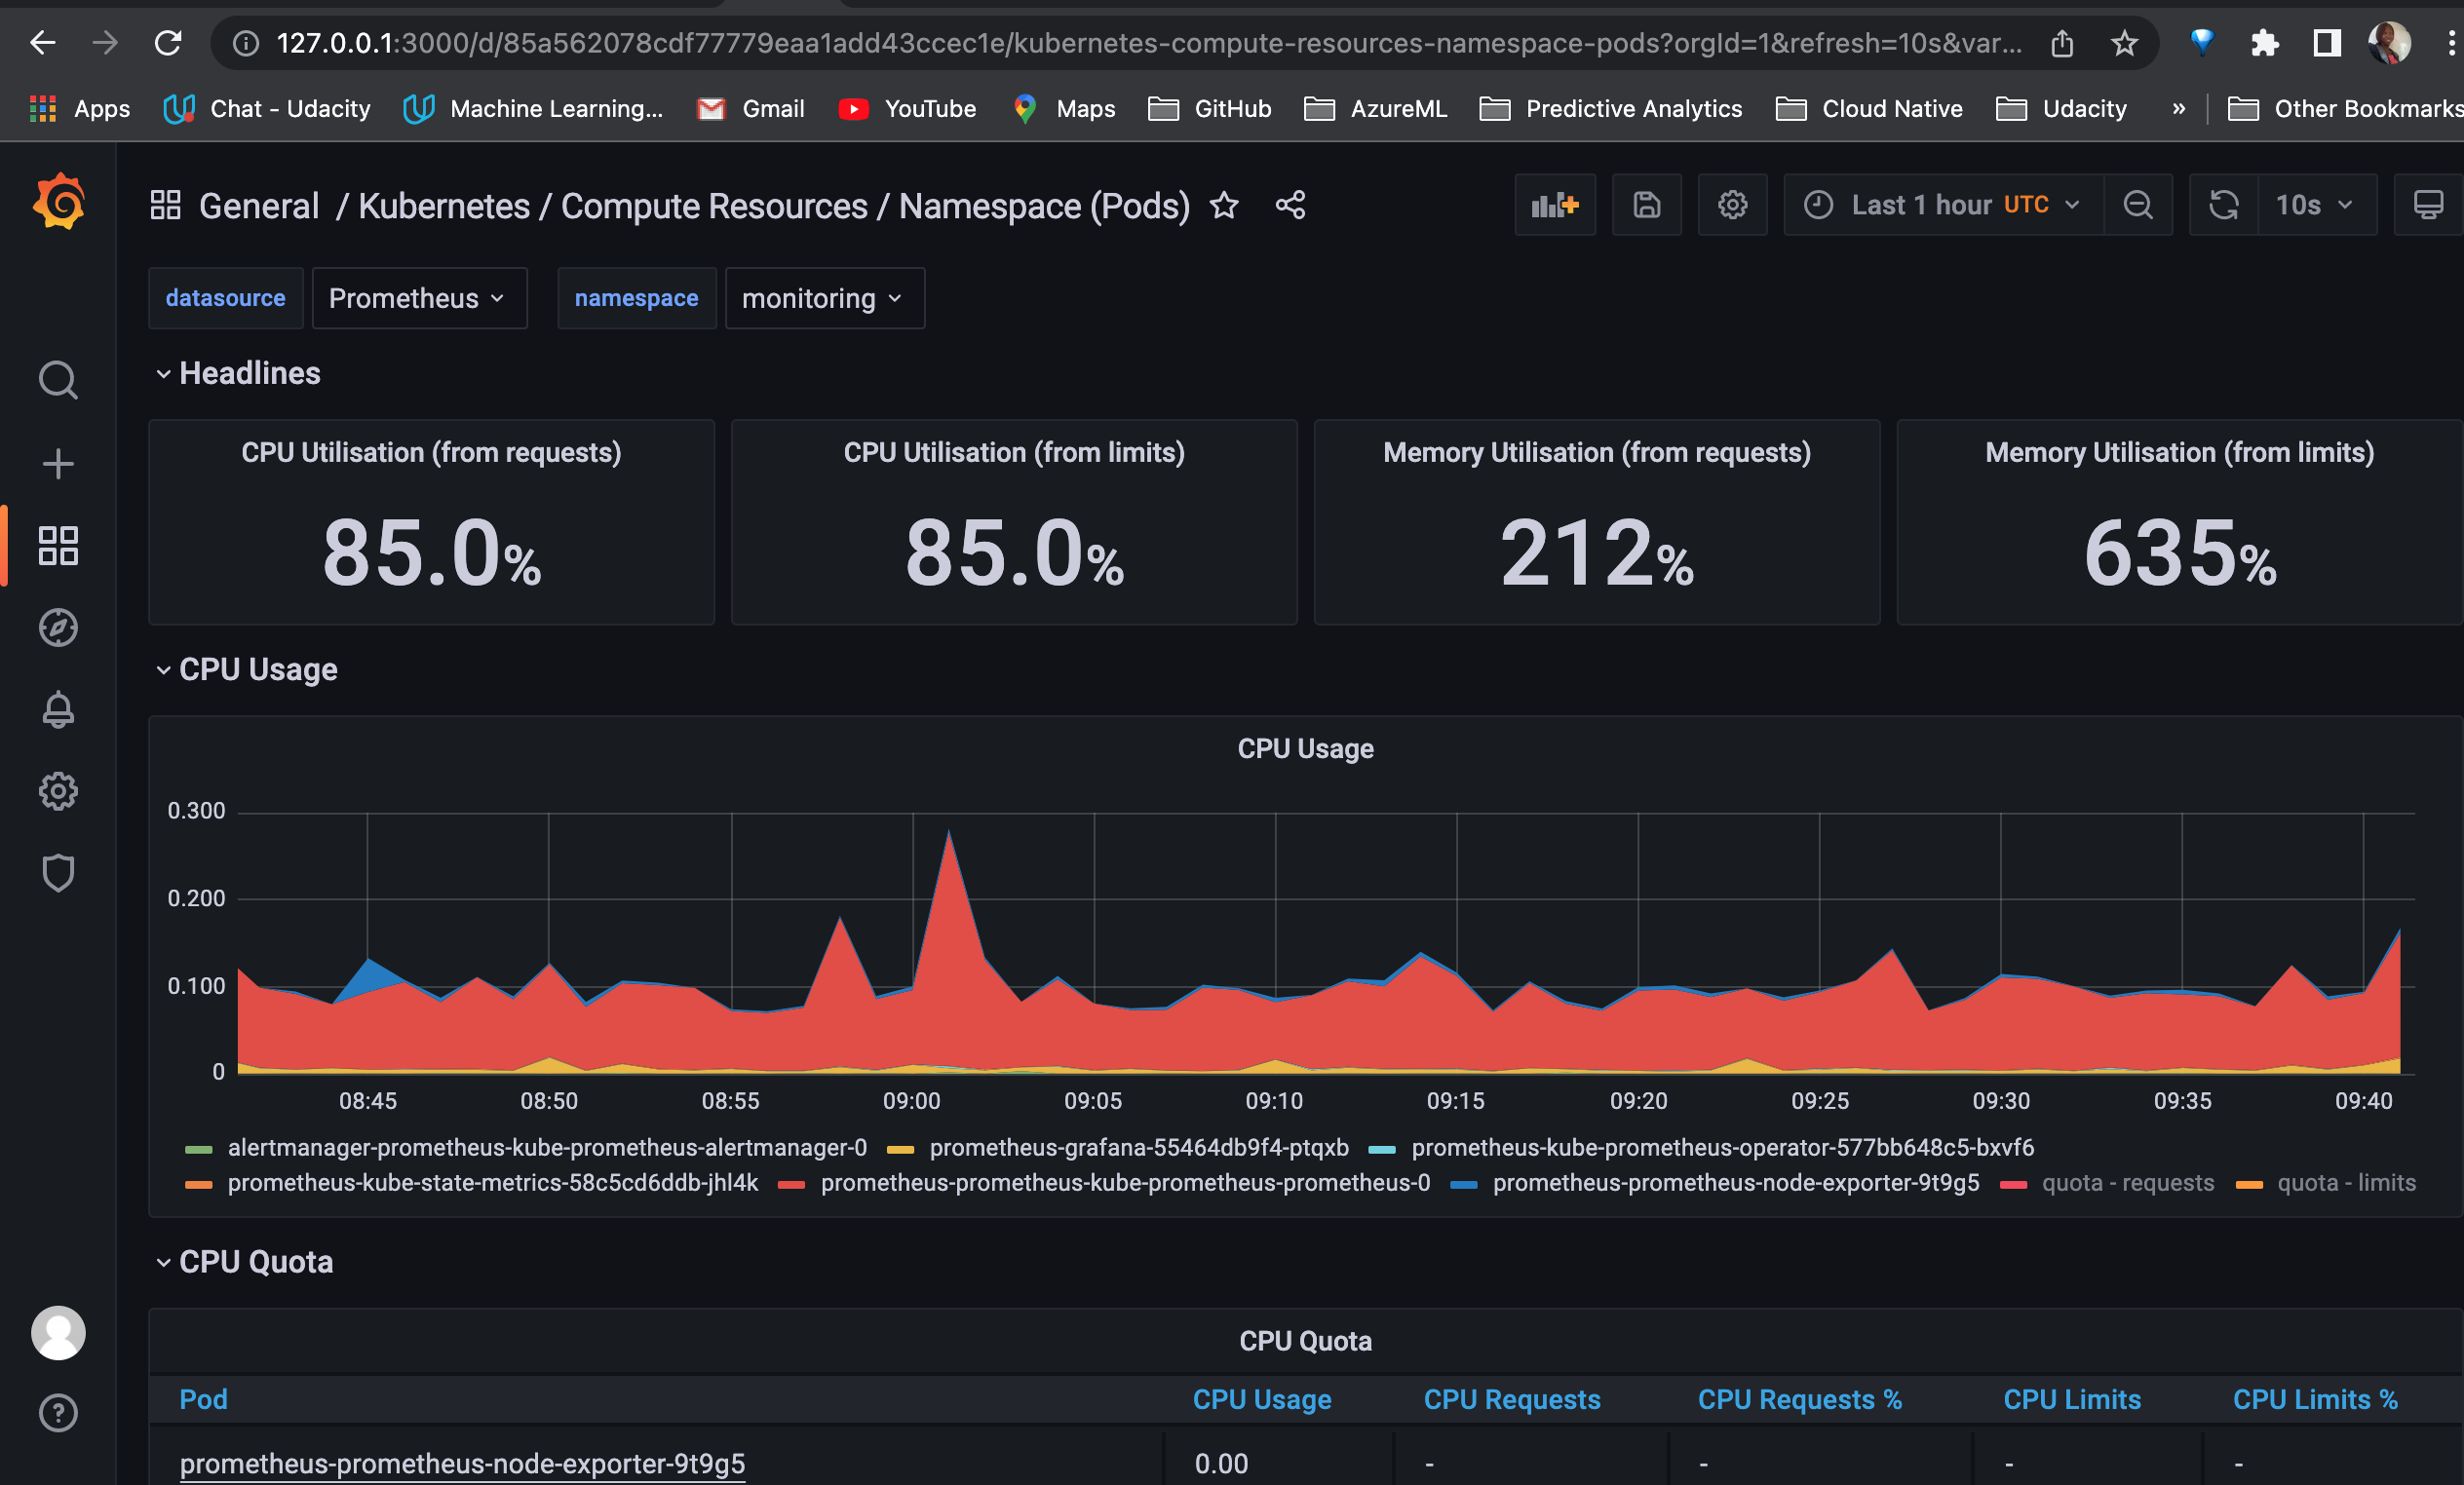 127.0.0.1:3000/d/85a562078cdf77779eaa1add43ccec1e/kubernetes-compute-resources-namespace-pods?orgId=1&refresh=10s&var...
Apps Chat - Udacity Machine Learning... Gmail YouTube Maps GitHub AzureML Predictive Analytics Cloud Native Udacity » Other Bookmarks
General / Kubernetes / Compute Resources / Namespace (Pods) Last 1 hour UTC 10s
datasource Prometheus namespace monitoring
Headlines
CPU Utilisation (from requests) CPU Utilisation (from limits) Memory Utilisation (from requests) Memory Utilisation (from limits)
85.0% 85.0% 212% 635%
CPU Usage
CPU Usage
0.300
0.200
0.100
0
08:45 08:50 08:55 09:00 09:05 09:10 09:15 09:20 09:25 09:30 09:35 09:40
alertmanager-prometheus-kube-prometheus-alertmanager-0 prometheus-grafana-55464db9f4-ptqxb prometheus-kube-prometheus-operator-577bb648c5-bxvf6
prometheus-kube-state-metrics-58c5cd6ddb-jhl4k prometheus-prometheus-kube-prometheus-prometheus-0 prometheus-prometheus-node-exporter-9t9g5 quota - requests quota - limits
CPU Quota
CPU Quota
Pod CPU Usage CPU Requests CPU Requests % CPU Limits CPU Limits %
prometheus-prometheus-node-exporter-9t9g5 0.00 - - - -